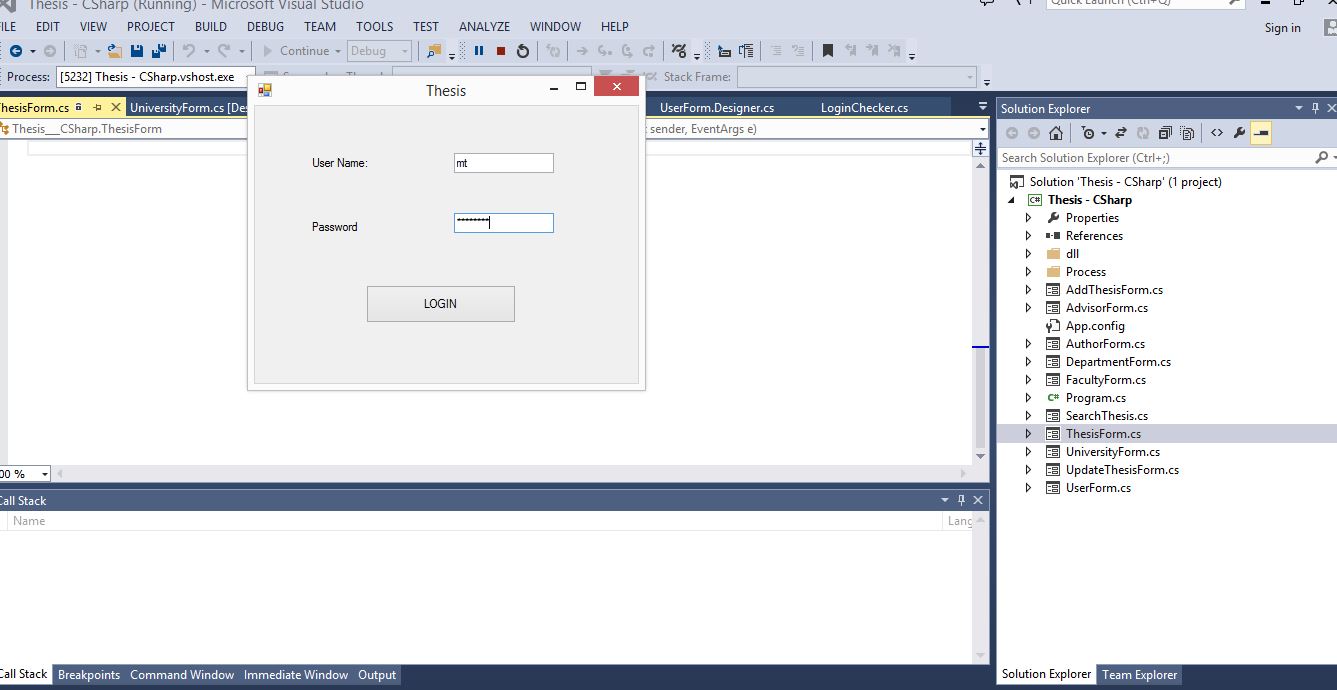 Thesis - CSharp (Running) - Microsoft Visual Studio
Quick Launch (Ctrl+Q)
FILE EDIT VIEW PROJECT BUILD DEBUG TEAM TOOLS TEST ANALYZE WINDOW HELP
Sign in
Continue Debug
Process: [5232] Thesis - CSharp.vshost.exe
Stack Frame:
ThesisForm.cs
UniversityForm.cs [Des
UserForm.Designer.cs
LoginChecker.cs
Thesis___CSharp.ThesisForm
sender, EventArgs e)
Thesis
User Name:
mt
Password
********
LOGIN
00 %
Call Stack
Name
Lang
Call Stack Breakpoints Command Window Immediate Window Output
Solution Explorer
Search Solution Explorer (Ctrl+;)
Solution 'Thesis - CSharp' (1 project)
C# Thesis - CSharp
Properties
References
dll
Process
AddThesisForm.cs
AdvisorForm.cs
App.config
AuthorForm.cs
DepartmentForm.cs
FacultyForm.cs
C# Program.cs
SearchThesis.cs
ThesisForm.cs
UniversityForm.cs
UpdateThesisForm.cs
UserForm.cs
Solution Explorer Team Explorer